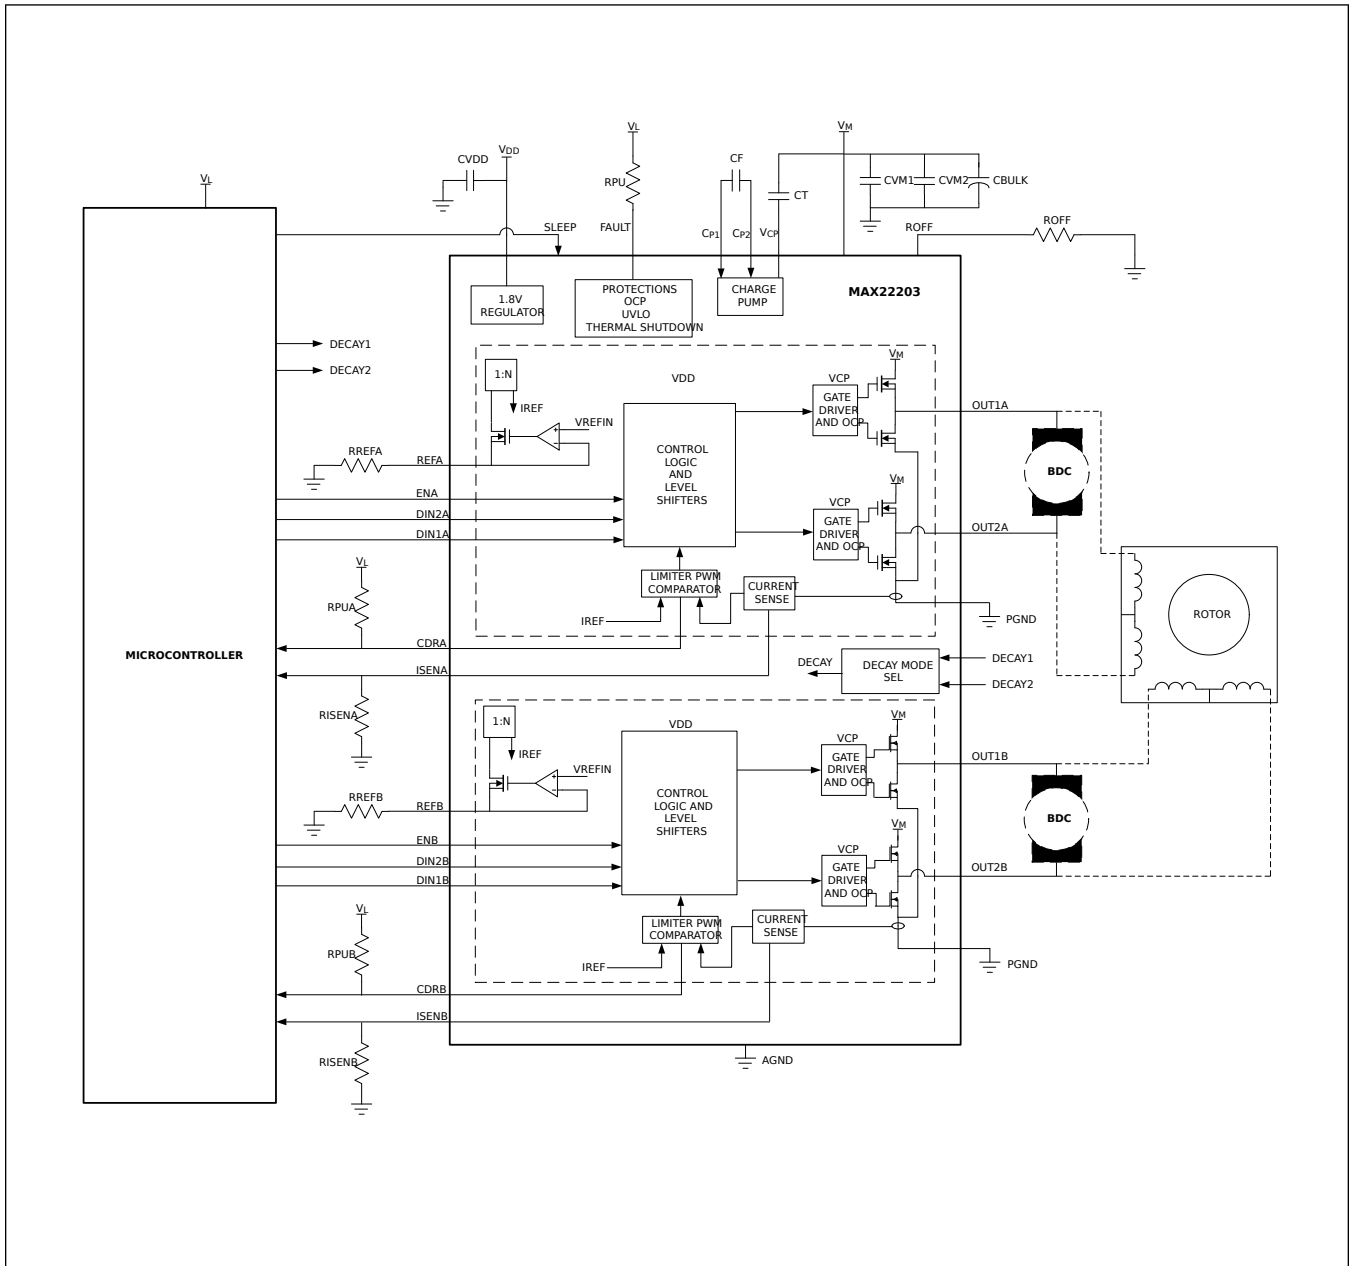 VL
VM
CVDD
VDD
CF
RPU
CT
CVM1
CVM2
CBULK
VL
SLEEP
FAULT
CP1
CP2
VCP
ROFF
ROFF
1.8V
REGULATOR
PROTECTIONS
OCP
UVLO
THERMAL SHUTDOWN
CHARGE
PUMP
MAX22203
DECAY1
DECAY2
1:N
IREF
VREFIN
VDD
VCP
VM
GATE
DRIVER
AND OCP
OUT1A
RREFA
REFA
CONTROL
LOGIC
AND
LEVEL
SHIFTERS
BDC
ENA
DIN2A
DIN1A
VCP
VM
GATE
DRIVER
AND OCP
OUT2A
VL
RPUA
LIMITER PWM
COMPARATOR
CURRENT
SENSE
IREF
PGND
ROTOR
CDRA
ISENA
MICROCONTROLLER
DECAY
DECAY MODE
SEL
DECAY1
DECAY2
RISENA
1:N
IREF
VREFIN
VDD
VCP
VM
GATE
DRIVER
AND OCP
OUT1B
RREFB
REFB
CONTROL
LOGIC AND
LEVEL
SHIFTERS
BDC
ENB
DIN2B
DIN1B
VCP
VM
GATE
DRIVER
AND OCP
OUT2B
VL
RPUB
LIMITER PWM
COMPARATOR
CURRENT
SENSE
IREF
PGND
CDRB
ISENB
RISENB
AGND